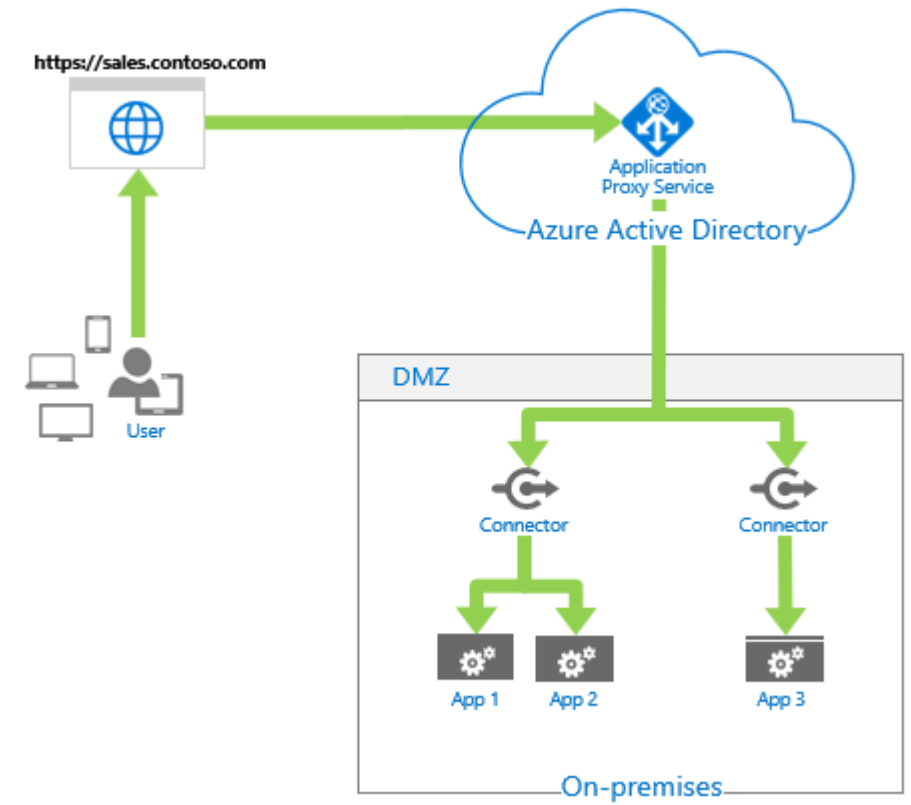 https://sales.contoso.com
Application
Proxy Service
Azure Active Directory
User
DMZ
Connector
Connector
App 1
App 2
App 3
On-premises